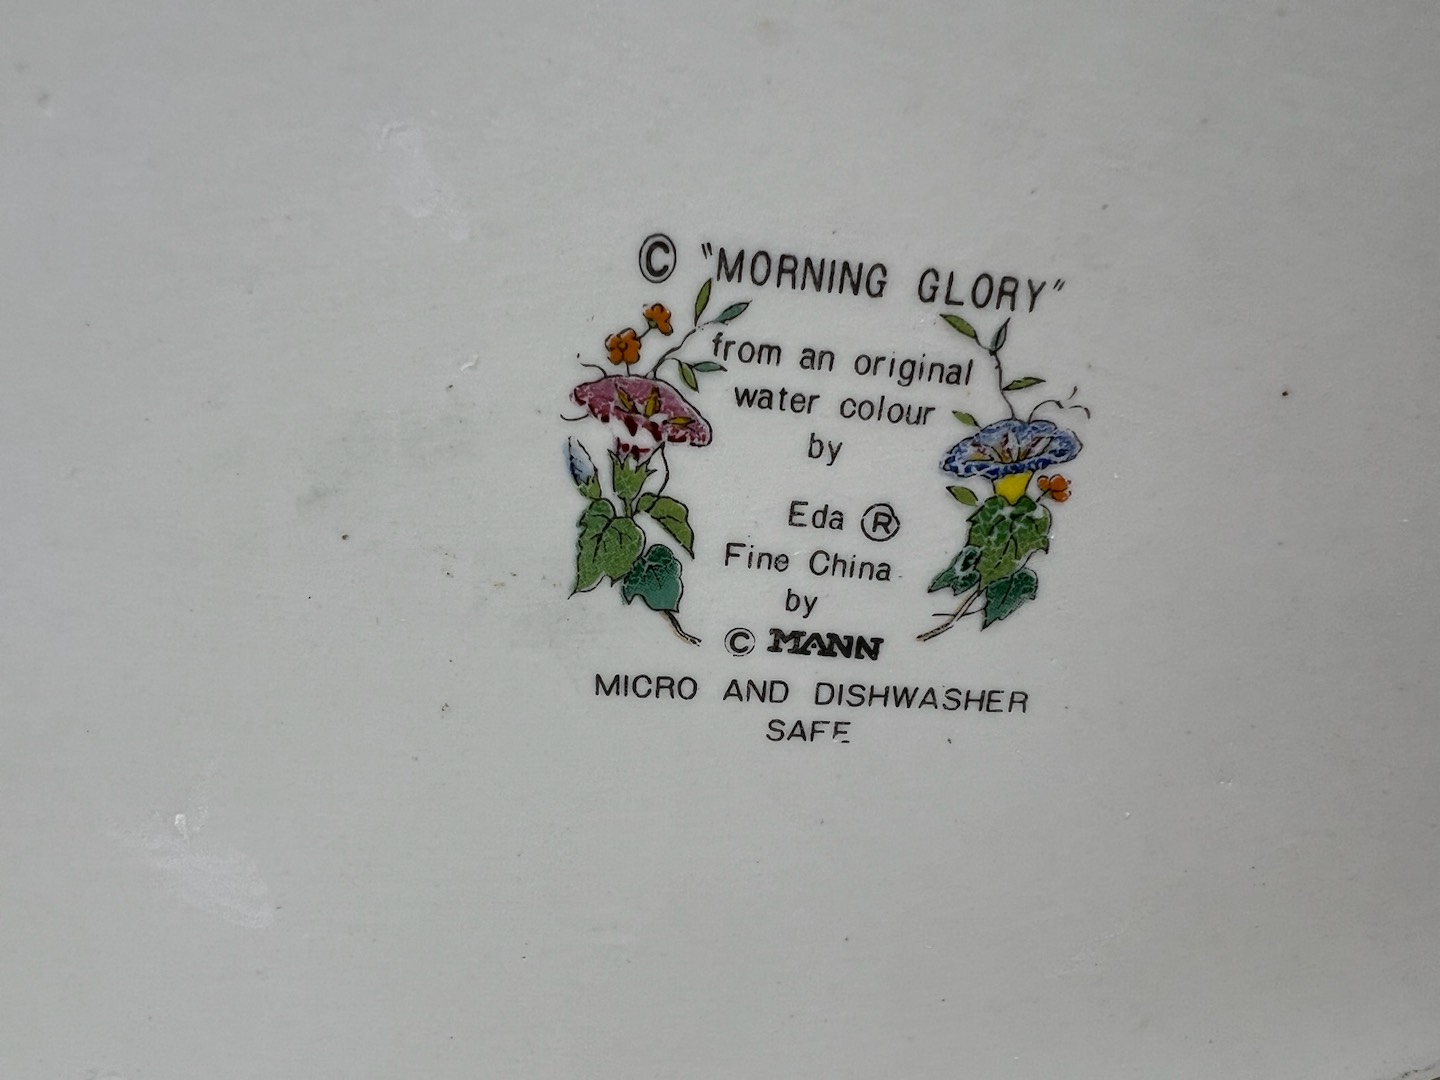 © "MORNING GLORY"
from an original
water colour
by
Eda ®
Fine China
by
© MANN
MICRO AND DISHWASHER
SAFE